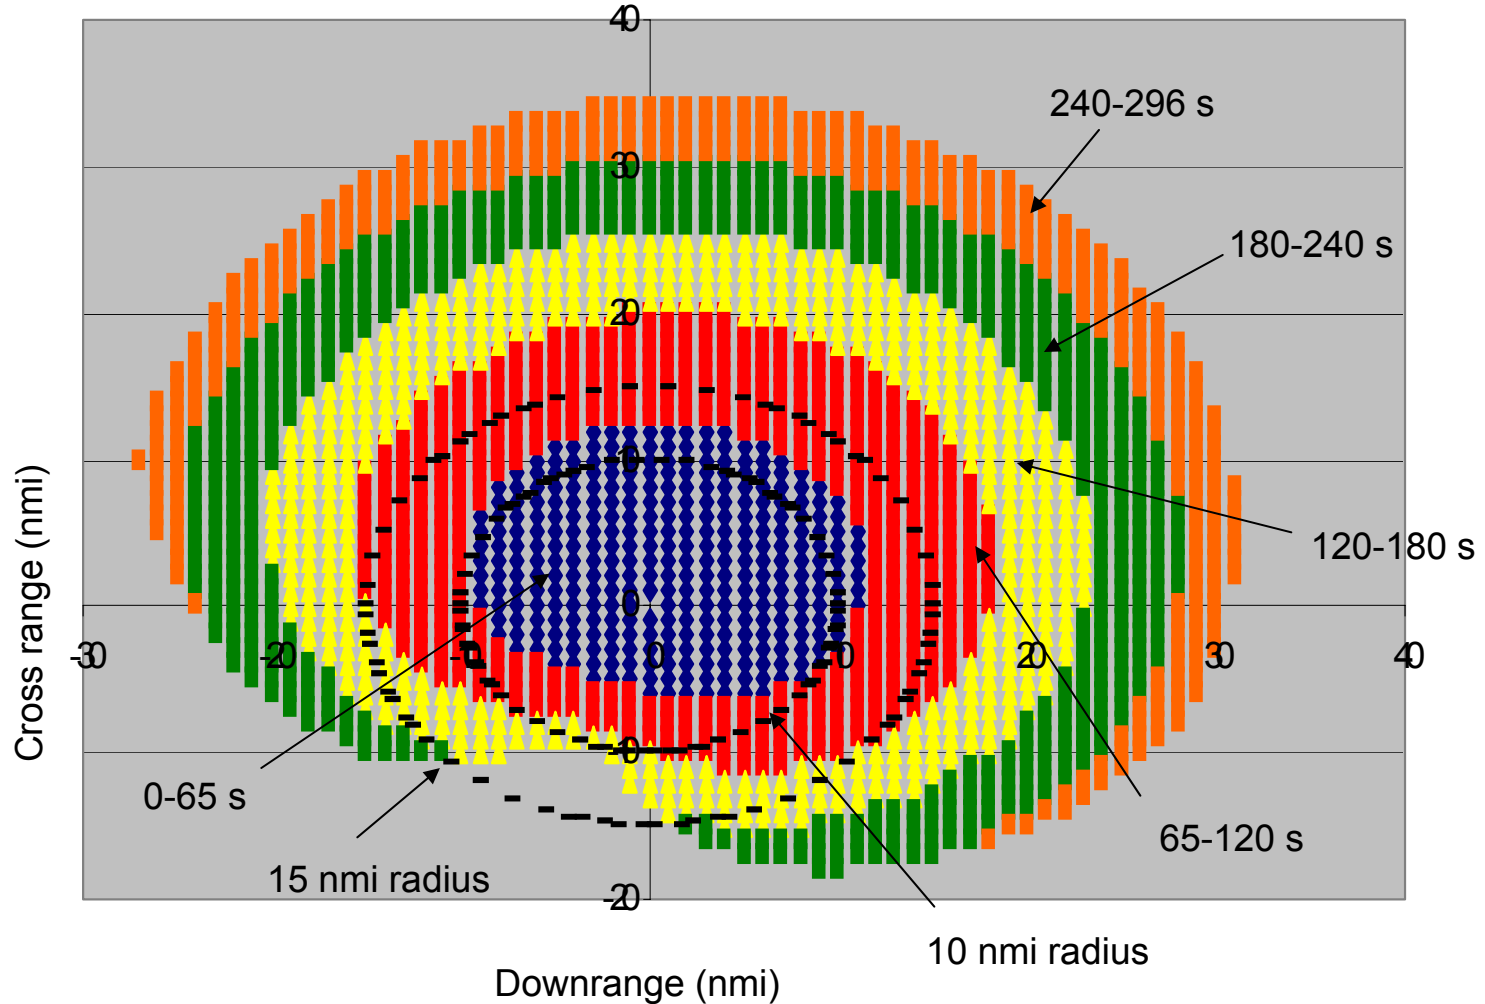 40
240-296 s
30
180-240 s
20
10
Cross range (nmi)
120-180 s
0
-30
-20
-10
0
10
20
30
40
-10
0-65 s
65-120 s
15 nmi radius
-20
10 nmi radius
Downrange (nmi)